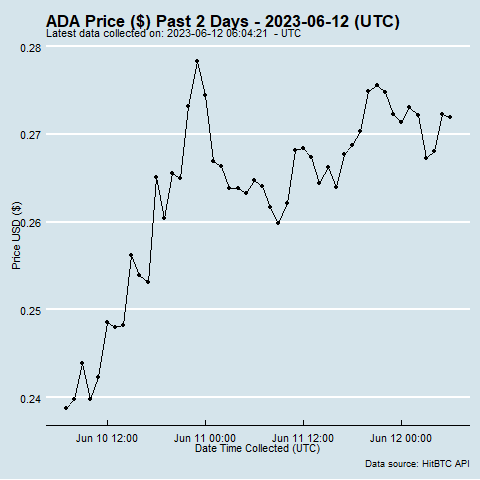 ADA Price ($) Past 2 Days - 2023-06-12 (UTC)
Latest data collected on: 2023-06-12 06:04:21 - UTC
0.28
0.27
0.26
0.25
0.24
Price USD ($)
Jun 10 12:00
Jun 11 00:00
Jun 11 12:00
Jun 12 00:00
Date Time Collected (UTC)
Data source: HitBTC API